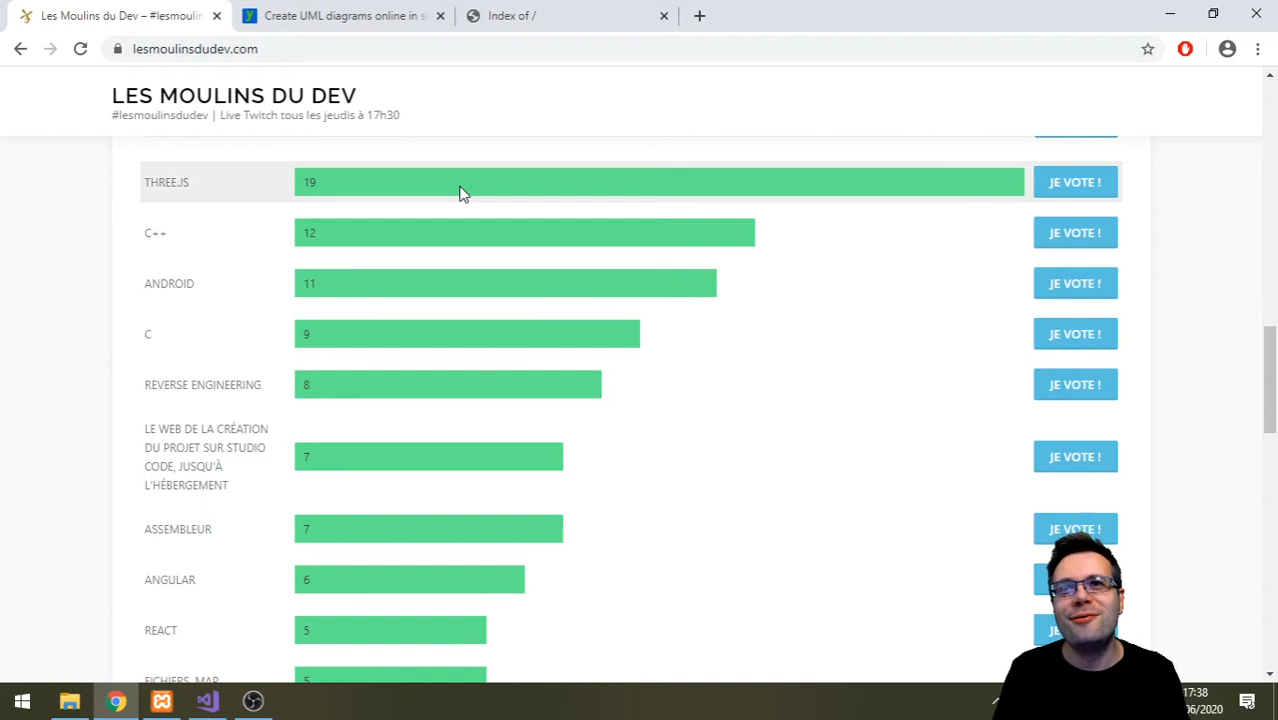 Les Moulins du Dev – #lesmoulin
Create UML diagrams online in s
Index of /
lesmoulinsdudev.com
LES MOULINS DU DEV
#lesmoulinsdudev | Live Twitch tous les jeudis à 17h30
THREEJS 19 JE VOTE !
C++ 12 JE VOTE !
ANDROID 11 JE VOTE !
C 9 JE VOTE !
REVERSE ENGINEERING 8 JE VOTE !
LE WEB DE LA CRÉATION
DU PROJET SUR STUDIO
CODE, JUSQU'À
L'HÉBERGEMENT
7 JE VOTE !
ASSEMBLEUR 7 JE VOTE !
ANGULAR 6
REACT 5 JE
FICHIERS .MAP 5
17:38
06/2020